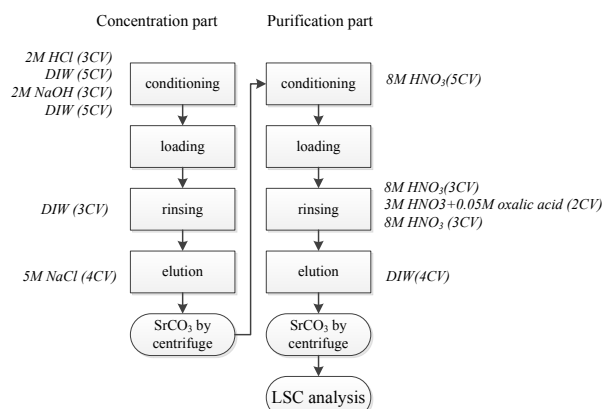 Concentration part
Purification part
2M HCl (3CV)
DIW (5CV)
2M NaOH (3CV)
DIW (5CV)
conditioning
conditioning
8M HNO₃(5CV)
loading
loading
DIW (3CV)
rinsing
rinsing
8M HNO₃(3CV)
3M HNO3+0.05M oxalic acid (2CV)
8M HNO₃ (3CV)
5M NaCl (4CV)
elution
elution
DIW(4CV)
SrCO₃ by
centrifuge
SrCO₃ by
centrifuge
LSC analysis